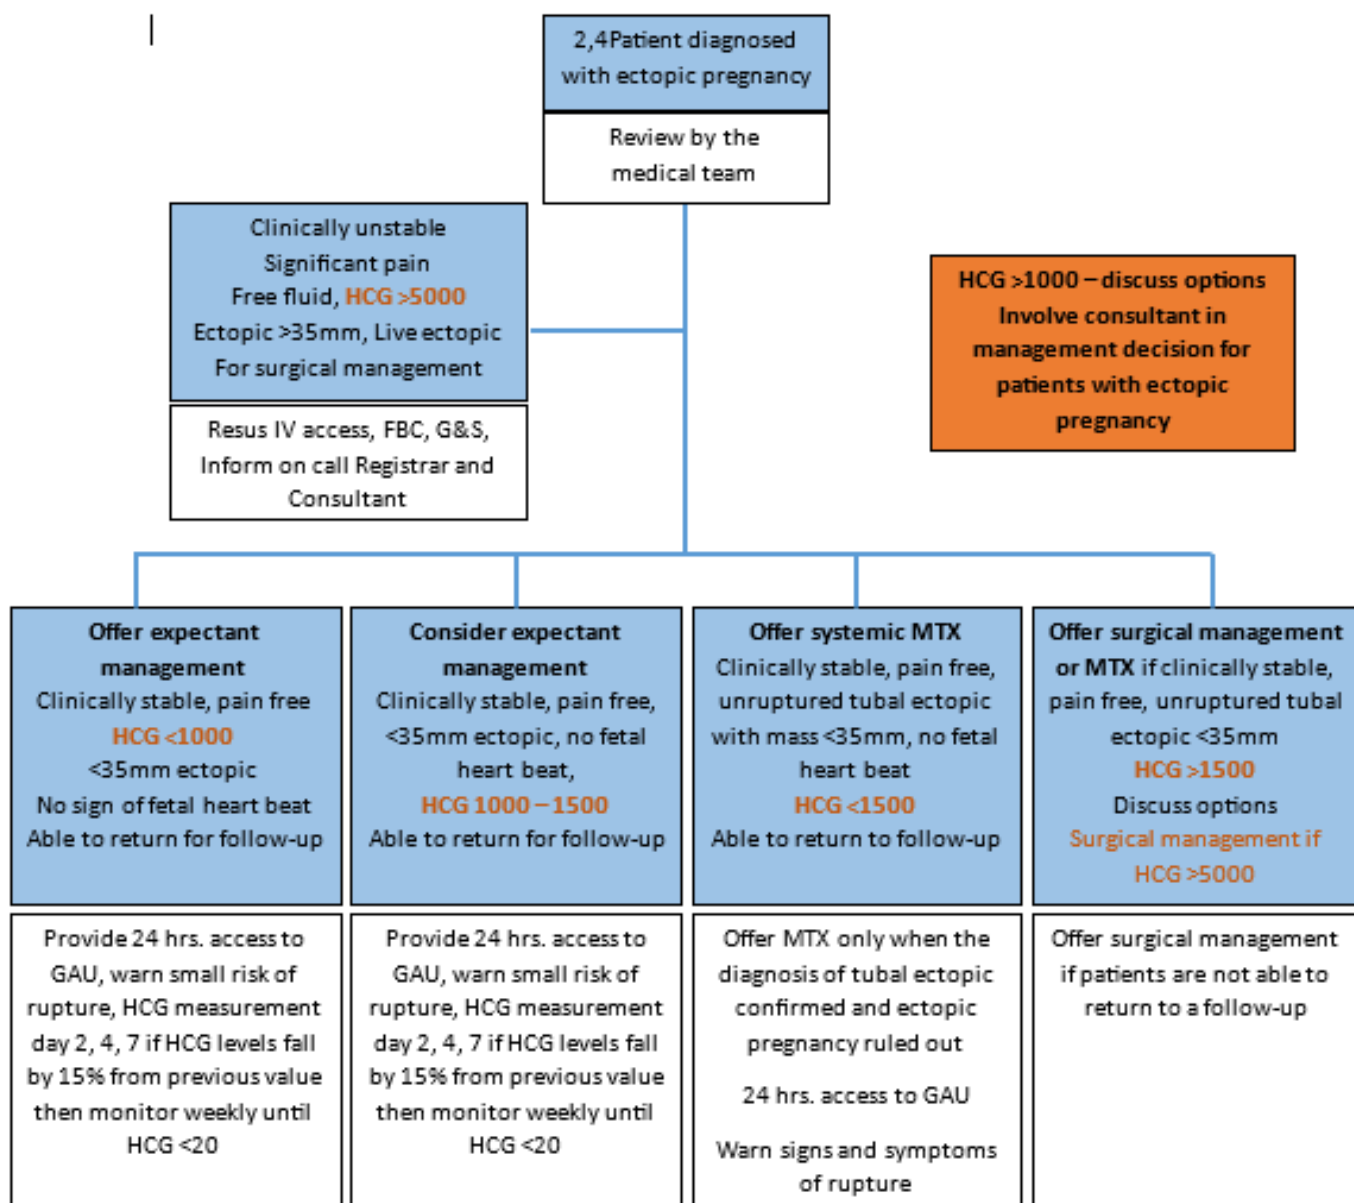 2,4Patient diagnosed
with ectopic pregnancy
Review by the
medical team
Clinically unstable
Significant pain
Free fluid, HCG >5000
Ectopic >35mm, Live ectopic
For surgical management
Resus IV access, FBC, G&S,
Inform on call Registrar and
Consultant
HCG >1000 – discuss options
Involve consultant in
management decision for
patients with ectopic
pregnancy
Offer expectant
management
Clinically stable, pain free
HCG <1000
<35mm ectopic
No sign of fetal heart beat
Able to return for follow-up
Provide 24 hrs. access to
GAU, warn small risk of
rupture, HCG measurement
day 2, 4, 7 if HCG levels fall
by 15% from previous value
then monitor weekly until
HCG <20
Consider expectant
management
Clinically stable, pain free,
<35mm ectopic, no fetal
heart beat,
HCG 1000 – 1500
Able to return for follow-up
Provide 24 hrs. access to
GAU, warn small risk of
rupture, HCG measurement
day 2, 4, 7 if HCG levels fall
by 15% from previous value
then monitor weekly until
HCG <20
Offer systemic MTX
Clinically stable, pain free,
unruptured tubal ectopic
with mass <35mm, no fetal
heart beat
HCG <1500
Able to return to follow-up
Offer MTX only when the
diagnosis of tubal ectopic
confirmed and ectopic
pregnancy ruled out
24 hrs. access to GAU
Warn signs and symptoms
of rupture
Offer surgical management
or MTX if clinically stable,
pain free, unruptured tubal
ectopic <35mm
HCG >1500
Discuss options
Surgical management if
HCG >5000
Offer surgical management
if patients are not able to
return to a follow-up